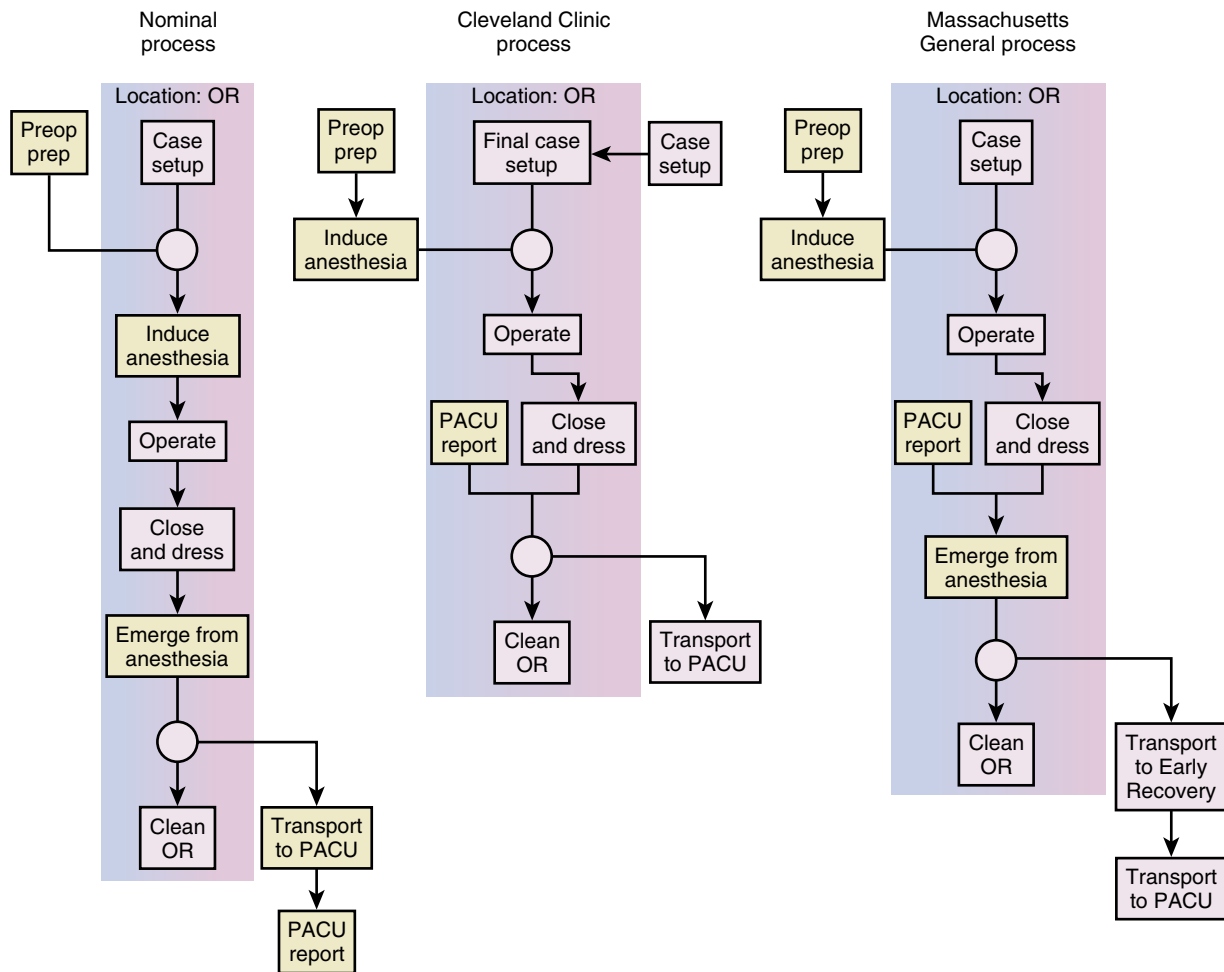 Nominal
process
Location: OR
Preop
prep
Case
setup
Induce
anesthesia
Operate
Close
and dress
Emerge from
anesthesia
Clean
OR
Transport
to PACU
PACU
report
Cleveland Clinic
process
Location: OR
Preop
prep
Final case
setup
Case
setup
Induce
anesthesia
Operate
PACU
report
Close
and dress
Clean
OR
Transport
to PACU
Massachusetts
General process
Location: OR
Preop
prep
Case
setup
Induce
anesthesia
Operate
PACU
report
Close
and dress
Emerge from
anesthesia
Clean
OR
Transport
to Early
Recovery
Transport
to PACU